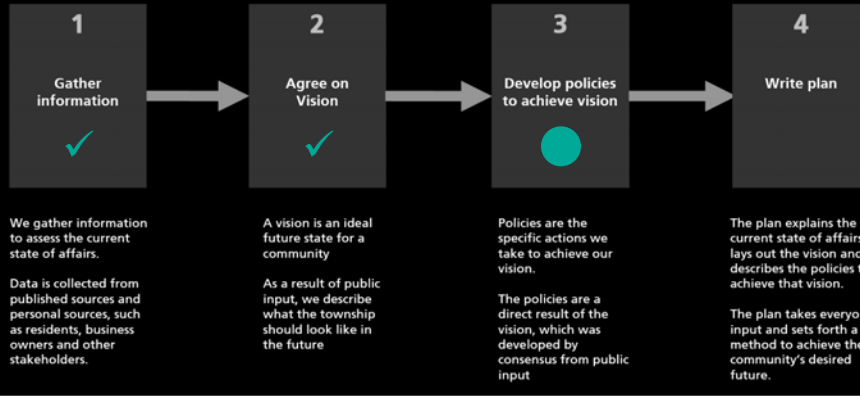 1
Gather
information
We gather information
to assess the current
state of affairs.
Data is collected from
published sources and
personal sources, such
as residents, business
owners and other
stakeholders.
2
Agree on
Vision
A vision is an ideal
future state for a
community
As a result of public
input, we describe
what the township
should look like in
the future
3
Develop policies
to achieve vision
Policies are the
specific actions we
take to achieve our
vision.
The policies are a
direct result of the
vision, which was
developed by
consensus from public
input
4
Write plan
The plan explains the
current state of affairs
lays out the vision and
describes the policies
achieve that vision.
The plan takes
input and sets forth a
method to achieve the
community's desired
future.